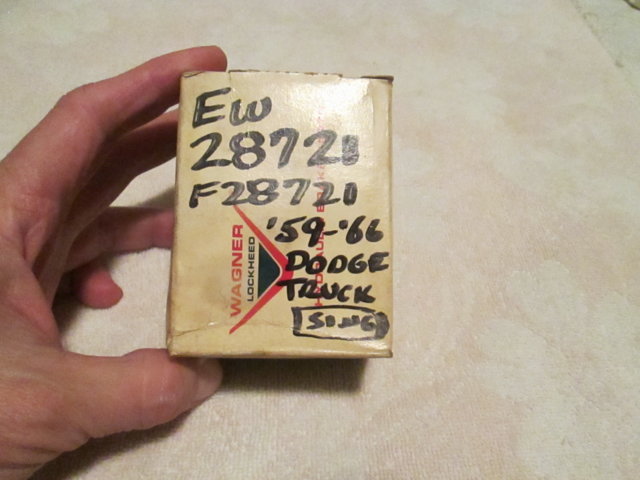 EW
28721
F28721
'59-'66
DODGE
TRUCK
WAGNER
LOCKHEED